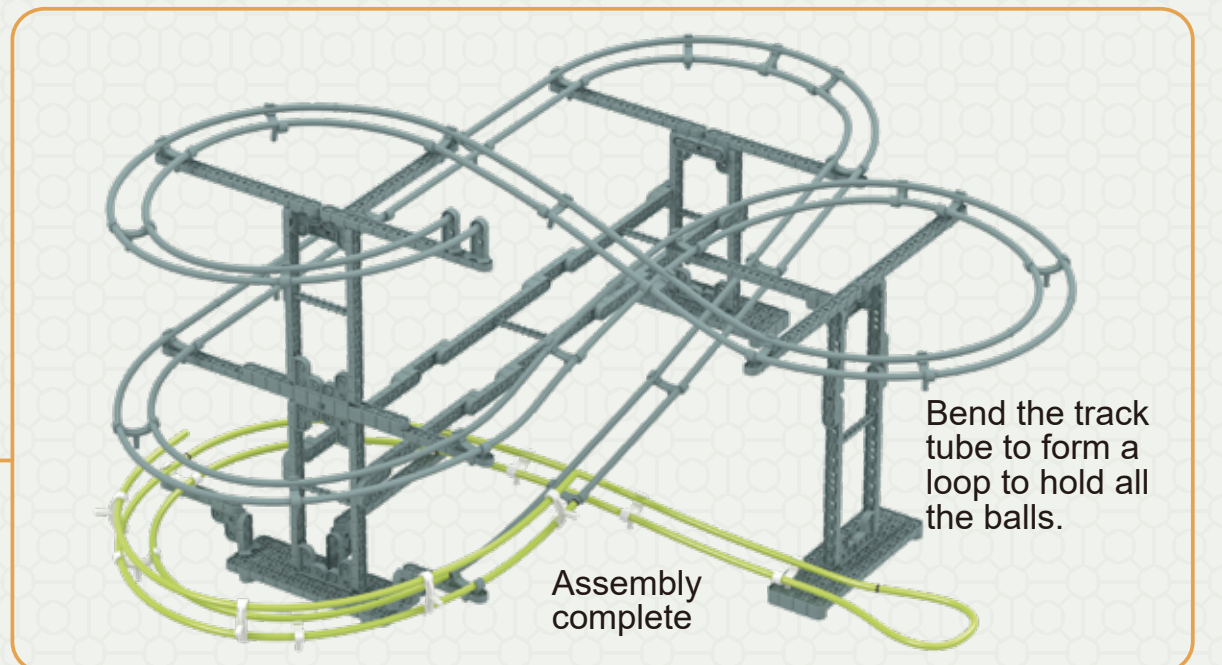 Bend the track
tube to form a
loop to hold all
the balls.
Assembly
complete